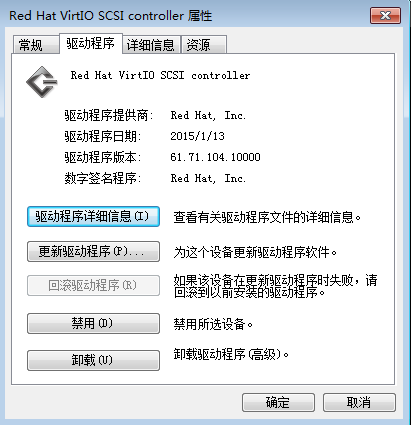 Red Hat VirtIO SCSI controller 属性
常规 驱动程序 详细信息 资源
Red Hat VirtIO SCSI controller
驱动程序提供商: Red Hat, Inc.
驱动程序日期: 2015/1/13
驱动程序版本: 61.71.104.10000
数字签名程序: Red Hat, Inc.
驱动程序详细信息(I) 查看有关驱动程序文件的详细信息。
更新驱动程序(P)... 为这个设备更新驱动程序软件。
回滚驱动程序(R) 如果该设备在更新驱动程序时失败，请
回滚到以前安装的驱动程序。
禁用(D) 禁用所选设备。
卸载(U) 卸载驱动程序(高级)。
确定 取消